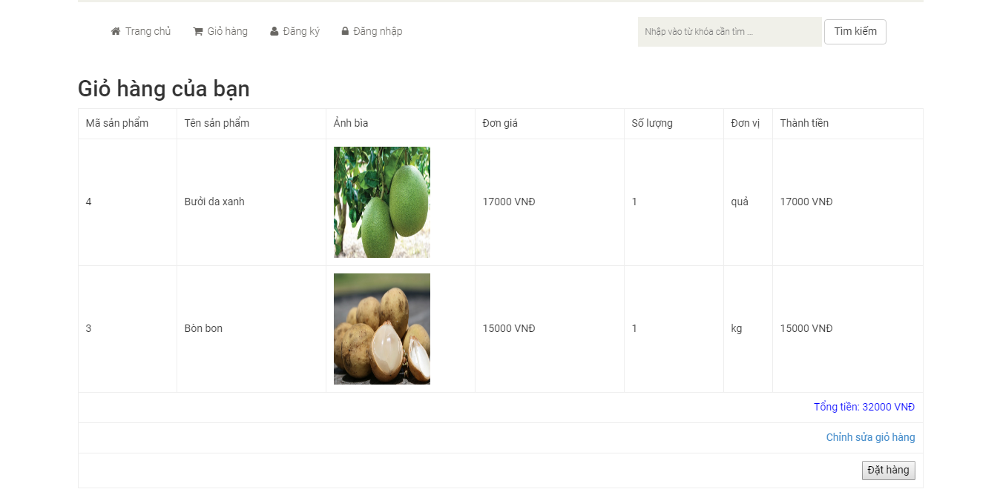 Trang chủ Giỏ hàng Đăng ký Đăng nhập Nhập vào từ khóa cần tìm ... Tìm kiếm
Giỏ hàng của bạn
Mã sản phẩm Tên sản phẩm Ảnh bìa Đơn giá Số lượng Đơn vị Thành tiền
4 Bưởi da xanh 17000 VNĐ 1 quả 17000 VNĐ
3 Bòn bon 15000 VNĐ 1 kg 15000 VNĐ
Tổng tiền: 32000 VNĐ
Chỉnh sửa giỏ hàng
Đặt hàng